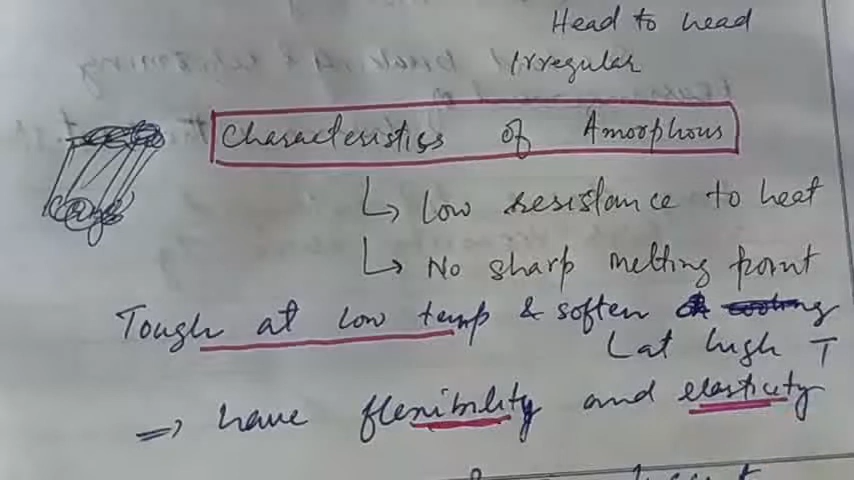 Head to head
Irregular
Characteristics of Amorphous
↳ Low resistance to heat
↳ No sharp melting point
Tough at low temp & soften
at high T
⇒ have flexibility and elasticity